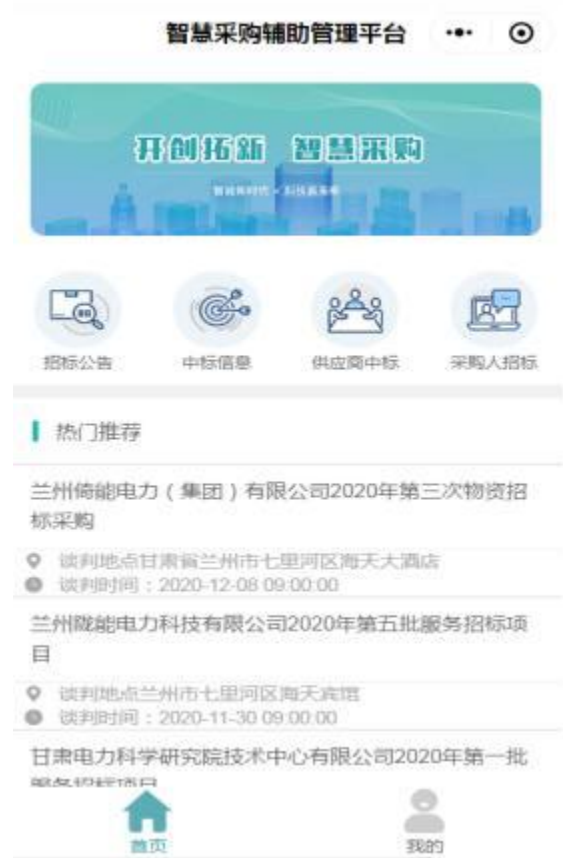 智慧采购辅助管理平台
开创拓新 智慧采购
招标公告 中标信息 供应商中标 采购人招标
热门推荐
兰州倚能电力（集团）有限公司2020年第三次物资招
标采购
谈判地点甘肃省兰州市七里河区海天大酒店
谈判时间：2020-12-08 09:00:00
兰州陇能电力科技有限公司2020年第五批服务招标项
目
谈判地点兰州市七里河区海天宾馆
谈判时间：2020-11-30 09:00:00
甘肃电力科学研究院技术中心有限公司2020年第一批
服务招标项目
首页 我的